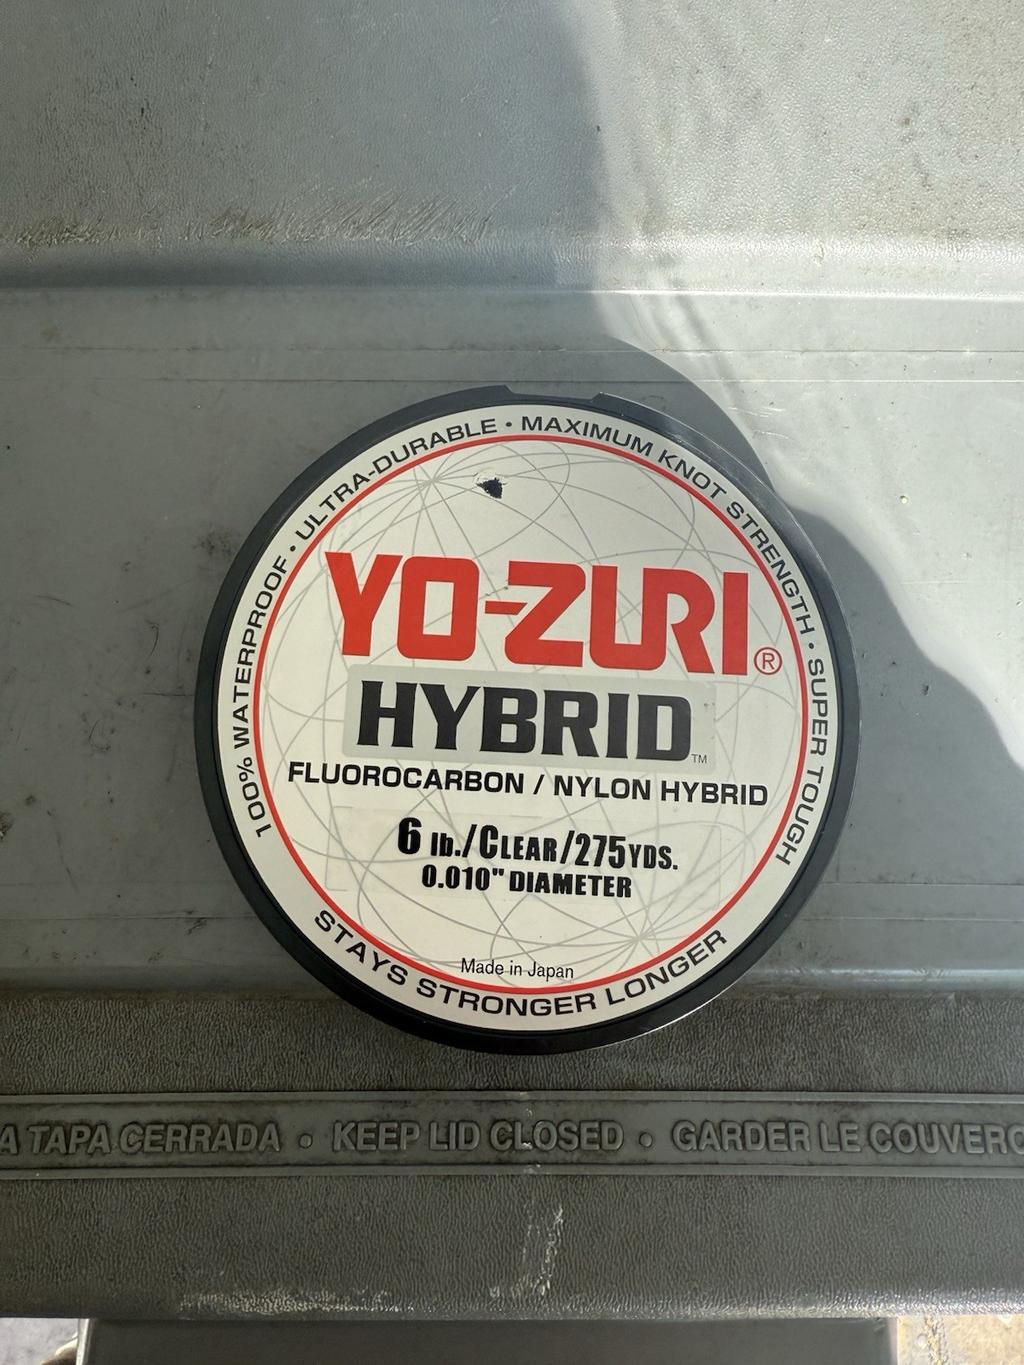 100% WATERPROOF • ULTRA-DURABLE • MAXIMUM KNOT STRENGTH • SUPER TOUGH
YO-ZURI®
HYBRID™
FLUOROCARBON / NYLON HYBRID
6 lb./CLEAR/275YDS.
0.010" DIAMETER
Made in Japan
STAYS STRONGER LONGER
A TAPA CERRADA • KEEP LID CLOSED • GARDER LE COUVERC